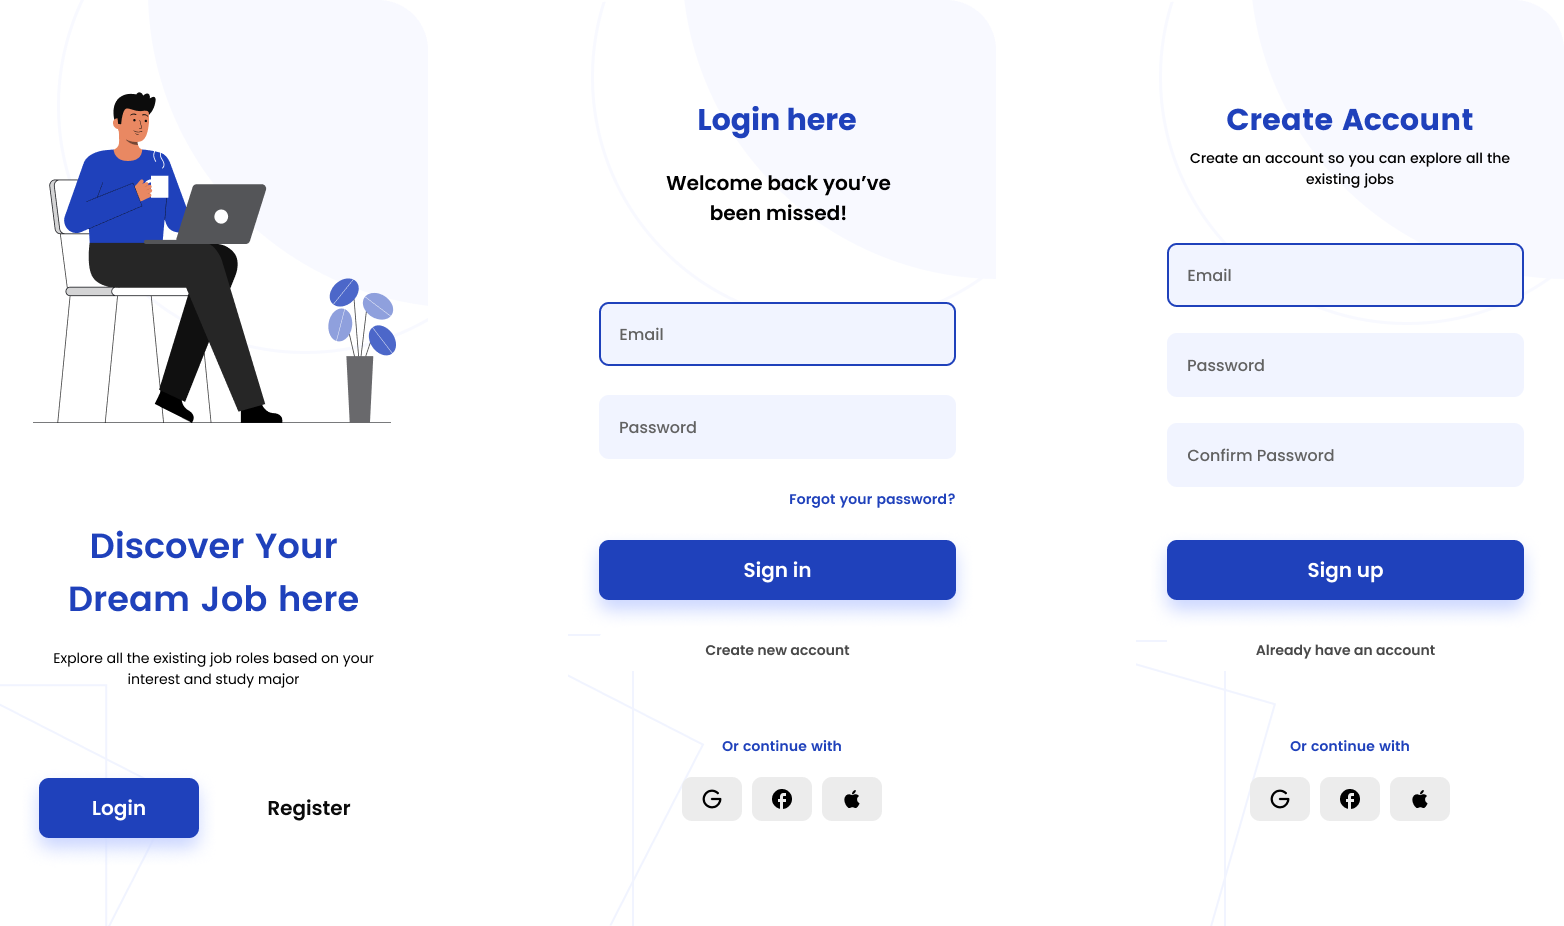 Discover Your
Dream Job here
Explore all the existing job roles based on your
interest and study major
Login
Register
Login here
Welcome back you’ve
been missed!
Email
Password
Forgot your password?
Sign in
Create new account
Or continue with
Create Account
Create an account so you can explore all the
existing jobs
Email
Password
Confirm Password
Sign up
Already have an account
Or continue with